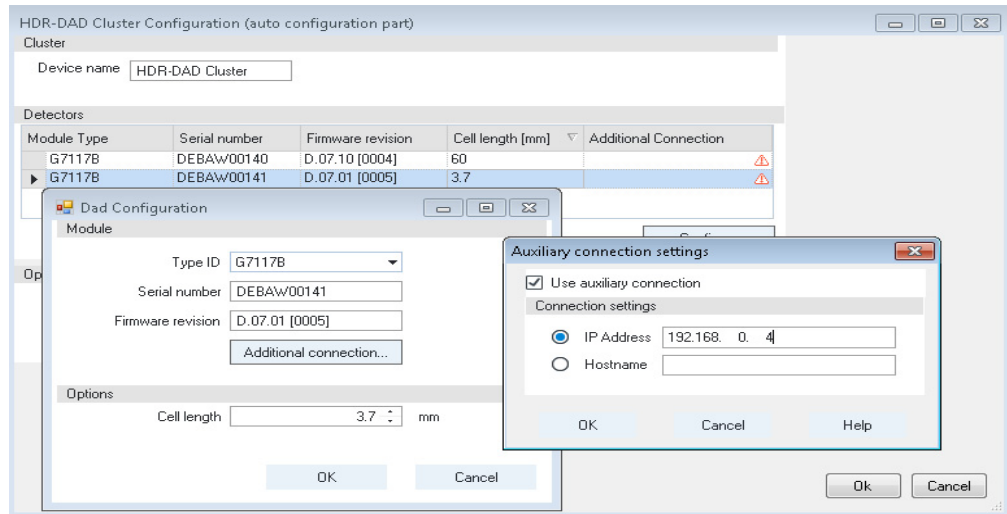 HDR-DAD Cluster Configuration (auto configuration part)
Cluster
Device name HDR-DAD Cluster
Detectors
Module Type Serial number Firmware revision Cell length [mm] Additional Connection
G7117B DEBAW00140 D.07.10 [0004] 60
G7117B DEBAW00141 D.07.01 [0005] 3.7
Dad Configuration
Module
Type ID G7117B
Serial number DEBAW00141
Firmware revision D.07.01 [0005]
Additional connection...
Options
Cell length 3.7 mm
OK Cancel
Auxiliary connection settings
Use auxiliary connection
Connection settings
IP Address 192.168. 0. 4
Hostname
OK Cancel Help
Op
Ok Cancel